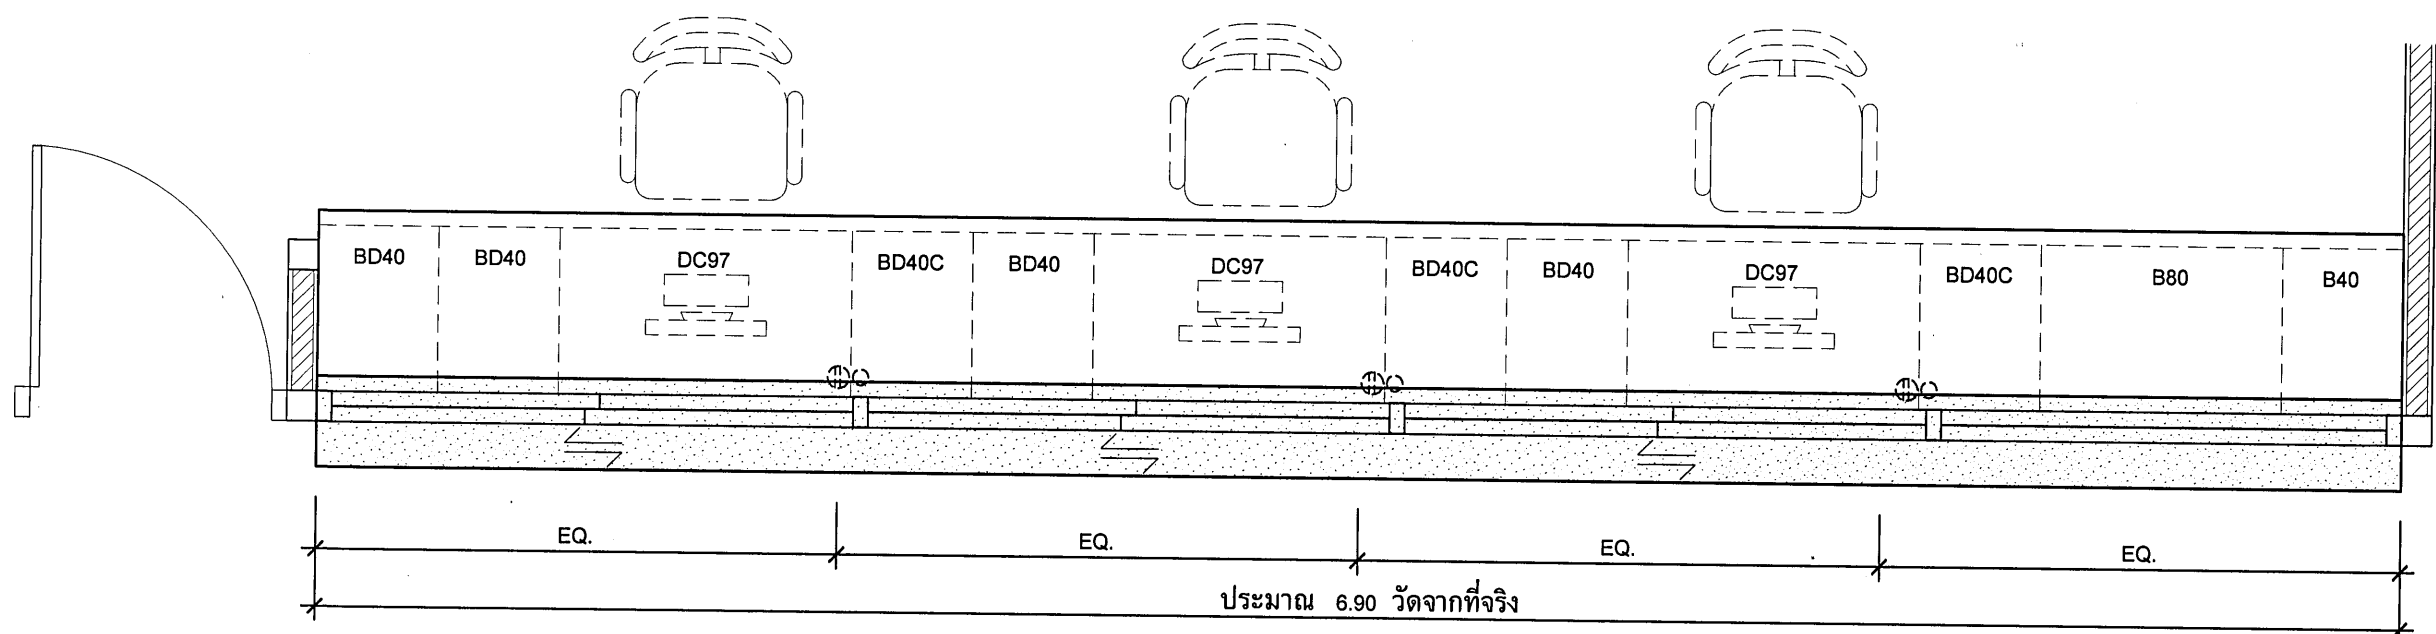 BD40 BD40 DC97 BD40C BD40 DC97 BD40C BD40 DC97 BD40C B80 B40
EQ. EQ. EQ. EQ.
ประมาณ 6.90 วัดจากที่จริง